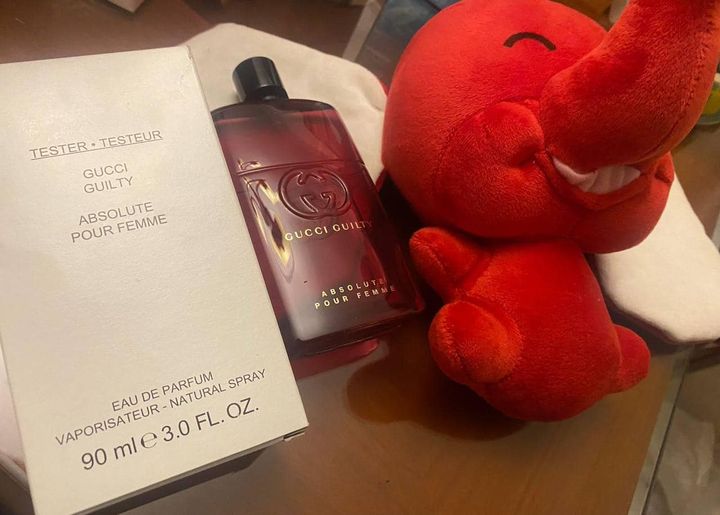 TESTER • TESTEUR
GUCCI
GUILTY
ABSOLUTE
POUR FEMME
EAU DE PARFUM
VAPORISATEUR - NATURAL SPRAY
90 ml ℮ 3.0 FL. OZ.
GUCCI GUILTY
ABSOLUTE
POUR FEMME